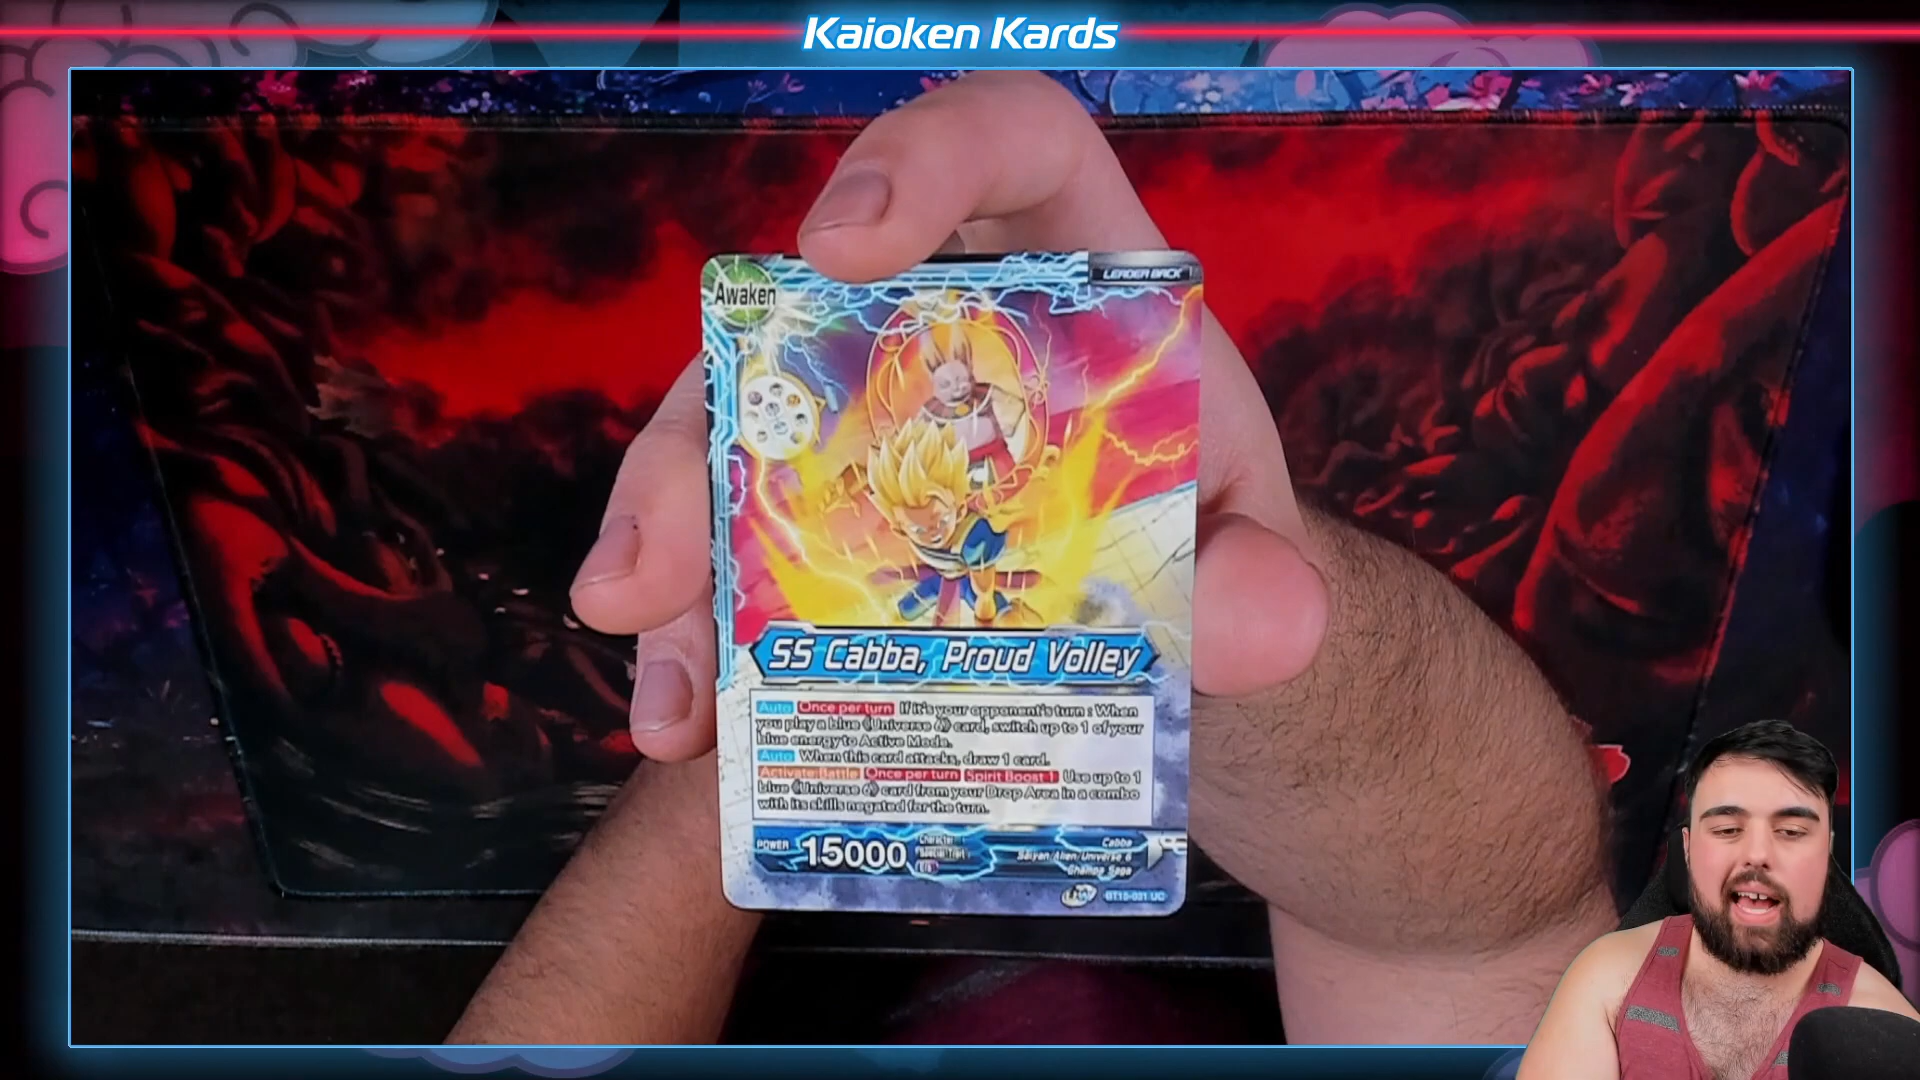 Kaioken Kards
LEADER BACK
Awaken
SS Cabba, Proud Volley
Auto Once per turn If it's your opponent's turn : When
you play a blue 《Universe 6》 card, switch up to 1 of your
blue energy to Active Mode.
Auto When this card attacks, draw 1 card.
Activate:Battle Once per turn Spirit Boost 1 Use up to 1
blue 《Universe 6》 card from your Drop Area in a combo
with its skills negated for the turn.
POWER 15000
Character Cabba
Special Trait Saiyan/Alien/Universe 6
Era Champa Saga
BT15-031 UC